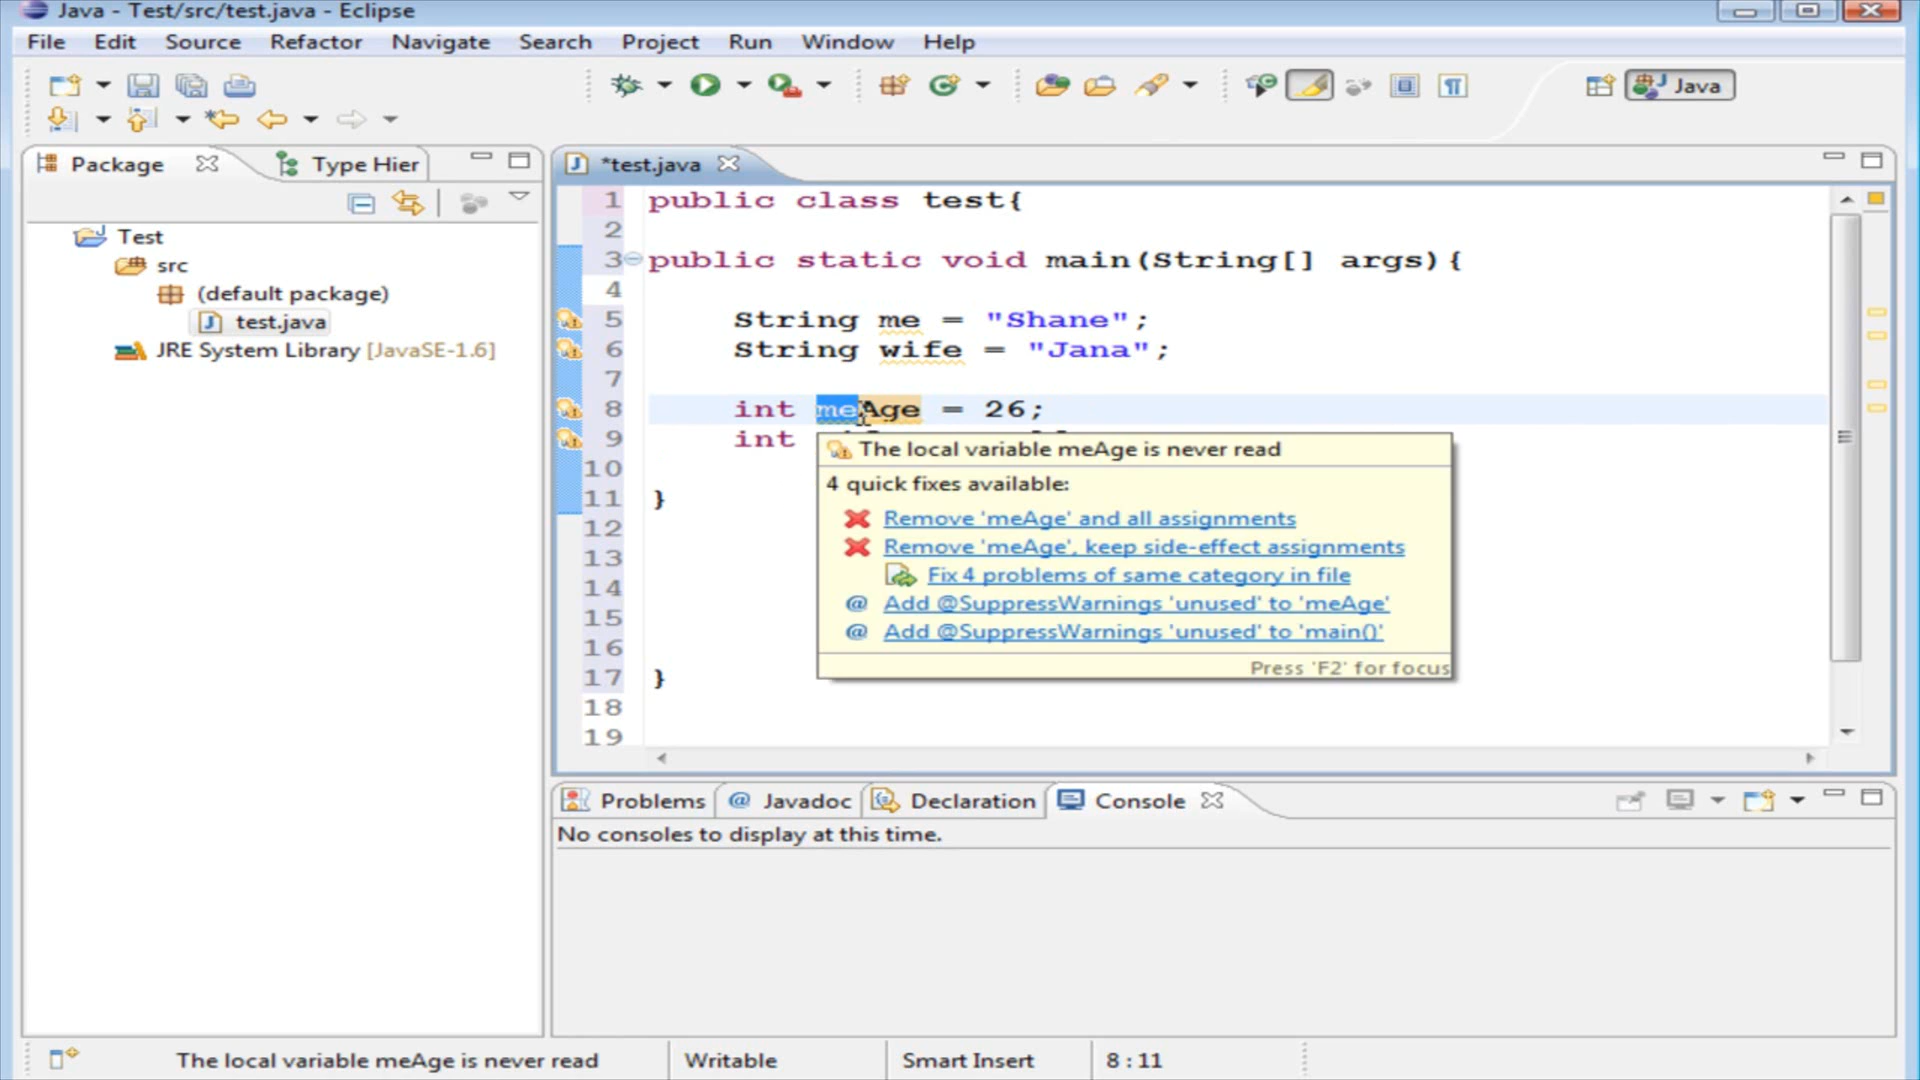 Java - Test/src/test.java - Eclipse
File Edit Source Refactor Navigate Search Project Run Window Help
Java
Package Type Hier
*test.java
Test
src
(default package)
test.java
JRE System Library [JavaSE-1.6]
1 public class test{
2
3 public static void main(String[] args){
4
5 String me = "Shane";
6 String wife = "Jana";
7
8 int meAge = 26;
9 int
10
11 }
12
13
14
15
16
17 }
18
19
The local variable meAge is never read
4 quick fixes available:
Remove 'meAge' and all assignments
Remove 'meAge', keep side-effect assignments
Fix 4 problems of same category in file
@ Add @SuppressWarnings 'unused' to 'meAge'
@ Add @SuppressWarnings 'unused' to 'main()'
Press 'F2' for focus
Problems @ Javadoc Declaration Console
No consoles to display at this time.
The local variable meAge is never read Writable Smart Insert 8 : 11